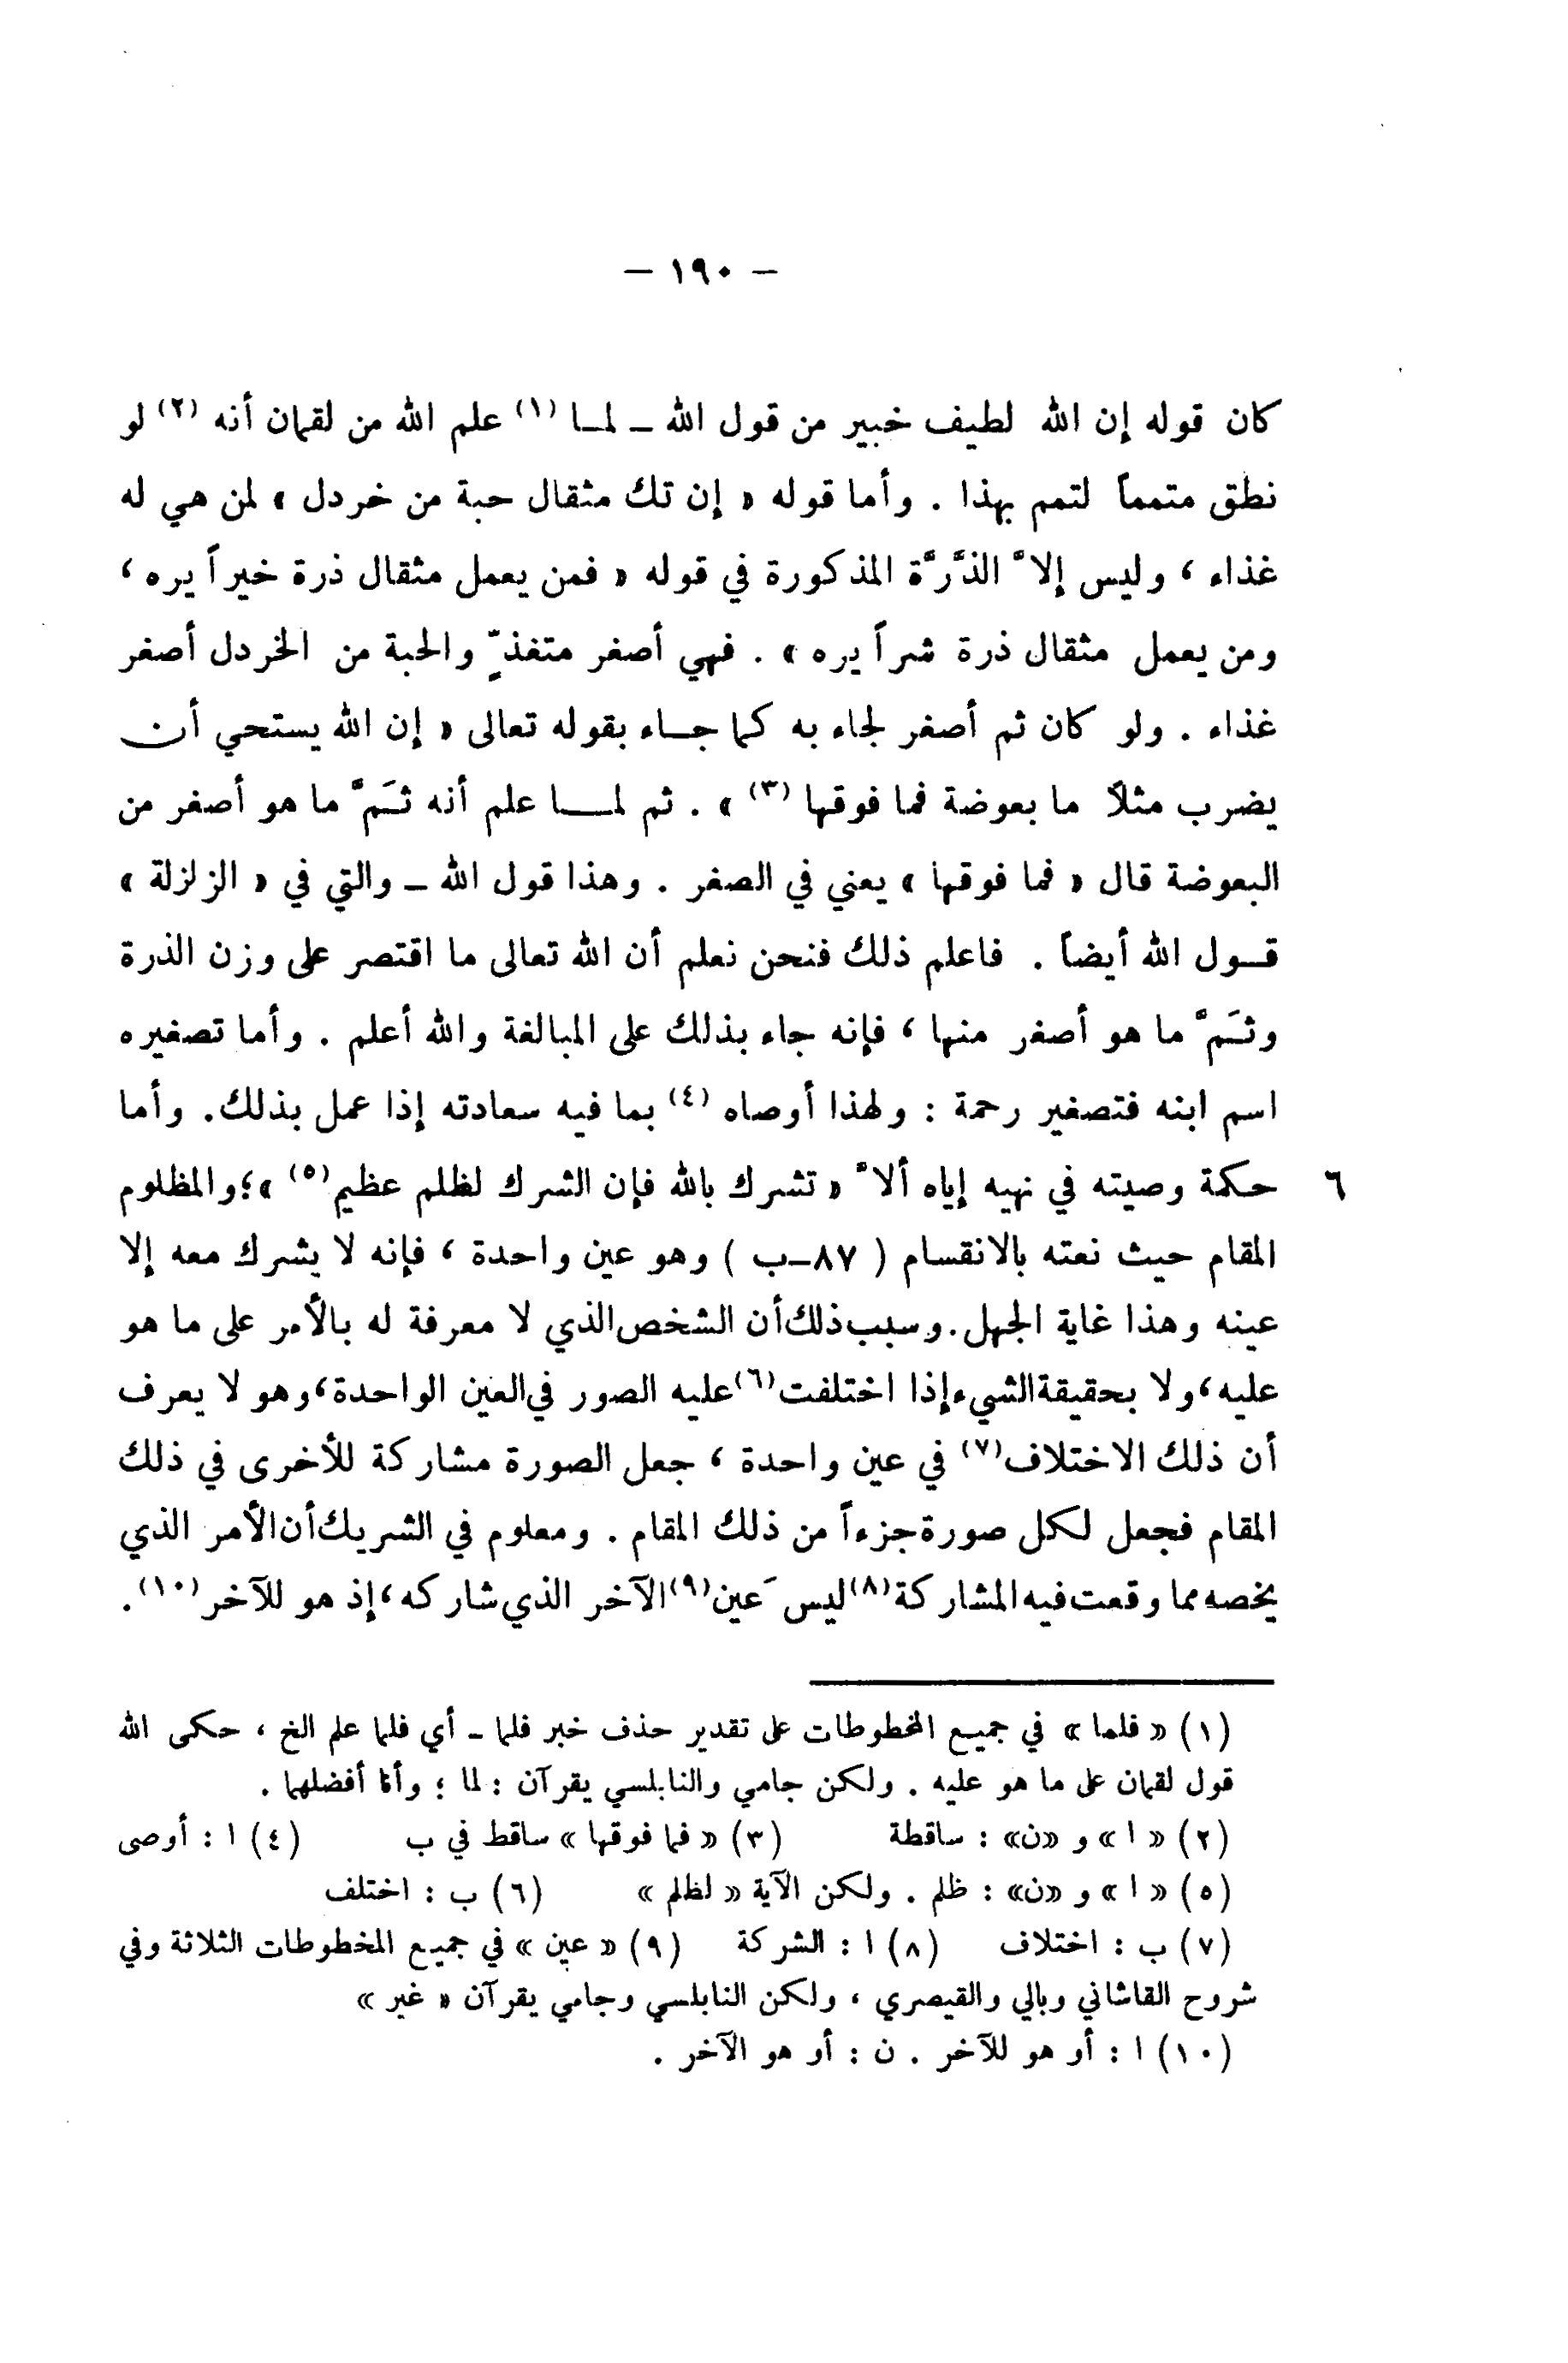 — ١٩٠ —
كان قوله إن الله لطيف خبير من قول الله ـ لمـا (١) علم الله من لقمان أنه (٢) لو
نطق متمماً لتمم بهذا . وأما قوله « إن تك مثقال حبة من خردل » لمن هي له
غذاء ، وليس إلاَّ الذَّرَّة المذكورة في قوله « فمن يعمل مثقال ذرة خيراً يره ،
ومن يعمل مثقال ذرة شراً يره » . فهي أصغر متغذٍّ والحبة من الخردل أصغر
غذاء . ولو كان ثم أصغر لجاء به كما جـاء بقوله تعالى « إن الله يستحي أن
يضرب مثلاً ما بعوضة فما فوقها (٣) » . ثم لمـا علم أنه ثَمَّ ما هو أصغر من
البعوضة قال « فما فوقها » يعني في الصغر . وهذا قول الله ـ والتي في « الزلزلة »
قـول الله أيضاً . فاعلم ذلك فنحن نعلم أن الله تعالى ما اقتصر على وزن الذرة
وثَمَّ ما هو أصغر منها ، فإنه جاء بذلك على المبالغة والله أعلم . وأما تصغيره
اسم ابنه فتصغير رحمة : ولهذا أوصاه (٤) بما فيه سعادته إذا عمل بذلك. وأما
٦ حكمة وصيته في نهيه إياه ألاَّ « تشرك بالله فإن الشرك لظلم عظيم(٥) »؛والمظلوم
المقام حيث نعته بالانقسام ( ٨٧ـب ) وهو عين واحدة ، فإنه لا يشرك معه إلا
عينه وهذا غاية الجهل.وسبب ذلك أن الشخص الذي لا معرفة له بالأمر على ما هو
عليه،ولا بحقيقة الشيء إذا اختلفت(٦)عليه الصور في العين الواحدة،وهو لا يعرف
أن ذلك الاختلاف(٧) في عين واحدة ، جعل الصورة مشاركة للأخرى في ذلك
المقام فجعل لكل صورة جزءاً من ذلك المقام . ومعلوم في الشريك أن الأمر الذي
يخصه مما وقعت فيه المشاركة(٨)ليس عَين(٩)الآخر الذي شاركه،إذ هو للآخر(١٠).
(١) « فلما » في جميع المخطوطات على تقدير حذف خبر فلما ـ أي فلما علم الخ ، حكى الله
قول لقمان على ما هو عليه . ولكن جامي والنابلسي يقرآن : لما ؛ وأنا أفضلها .
(٢) « ا » و «ن» : ساقطة (٣) « فما فوقها » ساقط في ب (٤) ا : أوصى
(٥) « ا » و «ن» : ظلم . ولكن الآية « لظلم » (٦) ب : اختلف
(٧) ب : اختلاف (٨) ا : الشركة (٩) « عين » في جميع المخطوطات الثلاثة وفي
شروح القاشاني وبالي والقيصري ، ولكن النابلسي وجامي يقرآن « غير »
(١٠) ا : أو هو للآخر . ن : أو هو الآخر .